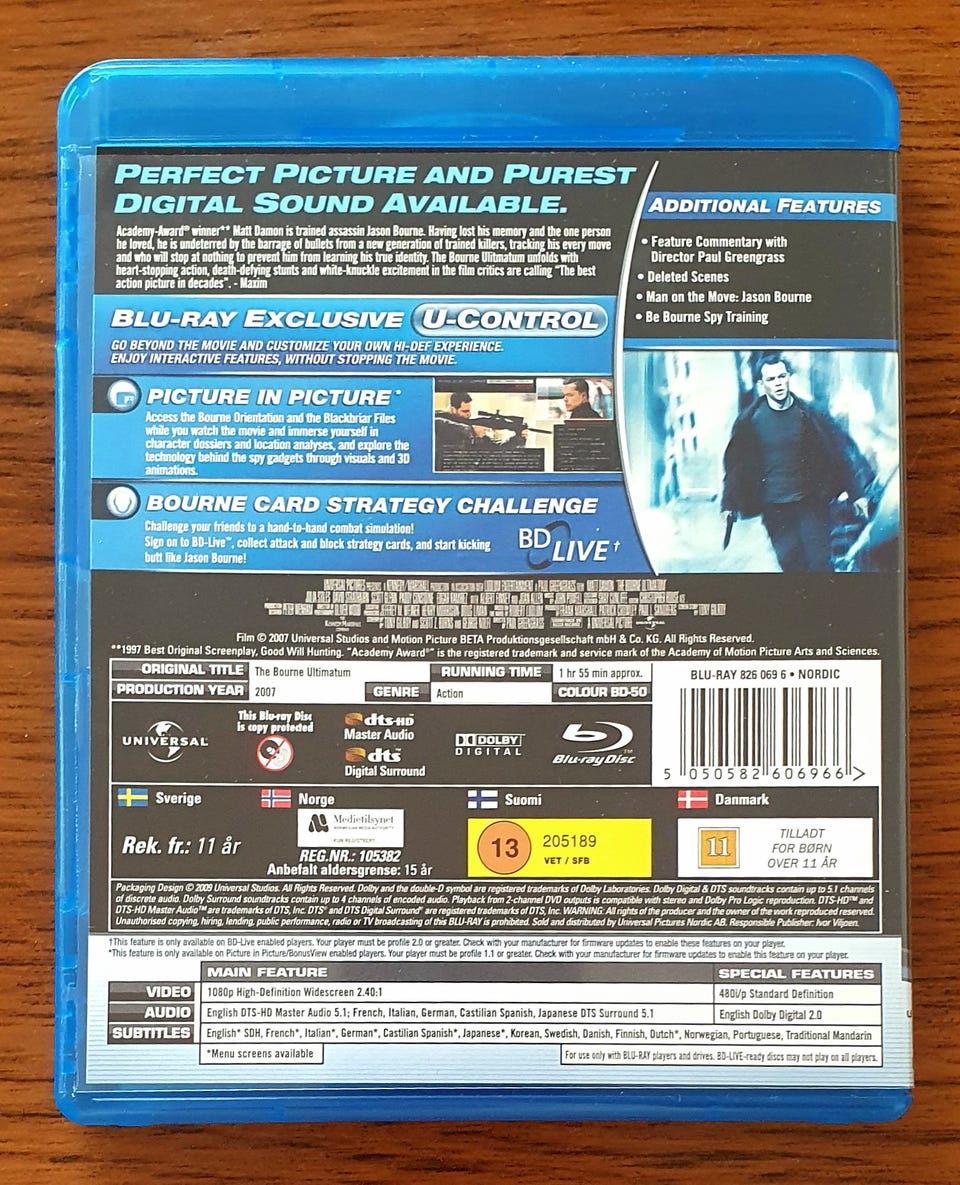 PERFECT PICTURE AND PUREST
DIGITAL SOUND AVAILABLE.
Academy-Award® winner** Matt Damon is trained assassin Jason Bourne. Having lost his memory and the one person
he loved, he is undeterred by the barrage of bullets from a new generation of trained killers, tracking his every move
and who will stop at nothing to prevent him from learning his true identity. The Bourne Ulitmatum unfolds with
heart-stopping action, death-defying stunts and white-knuckle excitement in the film critics are calling "The best
action picture in decades". - Maxim
BLU-RAY EXCLUSIVE U-CONTROL
GO BEYOND THE MOVIE AND CUSTOMIZE YOUR OWN HI-DEF EXPERIENCE.
ENJOY INTERACTIVE FEATURES, WITHOUT STOPPING THE MOVIE.
PICTURE IN PICTURE*
Access the Bourne Orientation and the Blackbriar Files
while you watch the movie and immerse yourself in
character dossiers and location analyses, and explore the
technology behind the spy gadgets through visuals and 3D
animations.
BOURNE CARD STRATEGY CHALLENGE
Challenge your friends to a hand-to-hand combat simulation!
Sign on to BD-Live™, collect attack and block strategy cards, and start kicking
butt like Jason Bourne!
BD LIVE†
ADDITIONAL FEATURES
• Feature Commentary with
Director Paul Greengrass
• Deleted Scenes
• Man on the Move: Jason Bourne
• Be Bourne Spy Training
Film © 2007 Universal Studios and Motion Picture BETA Produktionsgesellschaft mbH & Co. KG. All Rights Reserved.
**1997 Best Original Screenplay, Good Will Hunting. "Academy Award®" is the registered trademark and service mark of the Academy of Motion Picture Arts and Sciences.
ORIGINAL TITLE The Bourne Ultimatum RUNNING TIME 1 hr 55 min approx.
PRODUCTION YEAR 2007 GENRE Action COLOUR BD-50
BLU-RAY 826 069 6 • NORDIC
5 050582 606966 >
UNIVERSAL
This Blu-ray Disc
is copy protected
dts-HD
Master Audio
dts™
Digital Surround
DOLBY
DIGITAL
Blu-ray Disc™
Sverige Norge Suomi Danmark
Rek. fr.: 11 år
Medietilsynet
NORWEGIAN MEDIA AUTHORITY
KUN REGISTRERT
REG.NR.: 105382
Anbefalt aldersgrense: 15 år
13 205189
VET / SFB
11 TILLADT
FOR BØRN
OVER 11 ÅR
Packaging Design © 2009 Universal Studios. All Rights Reserved. Dolby and the double-D symbol are registered trademarks of Dolby Laboratories. Dolby Digital & DTS soundtracks contain up to 5.1 channels
of discrete audio. Dolby Surround soundtracks contain up to 4 channels of encoded audio. Playback from 2-channel DVD outputs is compatible with stereo and Dolby Pro Logic reproduction. DTS-HD™ and
DTS-HD Master Audio™ are trademarks of DTS, Inc. DTS® and DTS Digital Surround® are registered trademarks of DTS, Inc. WARNING: All rights of the producer and the owner of the work reproduced reserved.
Unauthorised copying, hiring, lending, public performance, radio or TV broadcasting of this BLU-RAY is prohibited. Sold and distributed by Universal Pictures Nordic AB. Responsible Publisher: Ivor Vlijpen.
†This feature is only available on BD-Live enabled players. Your player must be profile 2.0 or greater. Check with your manufacturer for firmware updates to enable these features on your player.
*This feature is only available on Picture in Picture/BonusView enabled players. Your player must be profile 1.1 or greater. Check with your manufacturer for firmware updates to enable this feature on your player.
MAIN FEATURE SPECIAL FEATURES
VIDEO 1080p High-Definition Widescreen 2.40:1 480i/p Standard Definition
AUDIO English DTS-HD Master Audio 5.1; French, Italian, German, Castilian Spanish, Japanese DTS Surround 5.1 English Dolby Digital 2.0
SUBTITLES English* SDH, French*, Italian*, German*, Castilian Spanish*, Japanese*, Korean, Swedish, Danish, Finnish, Dutch*, Norwegian, Portuguese, Traditional Mandarin
*Menu screens available
For use only with BLU-RAY players and drives. BD-LIVE-ready discs may not play on all players.